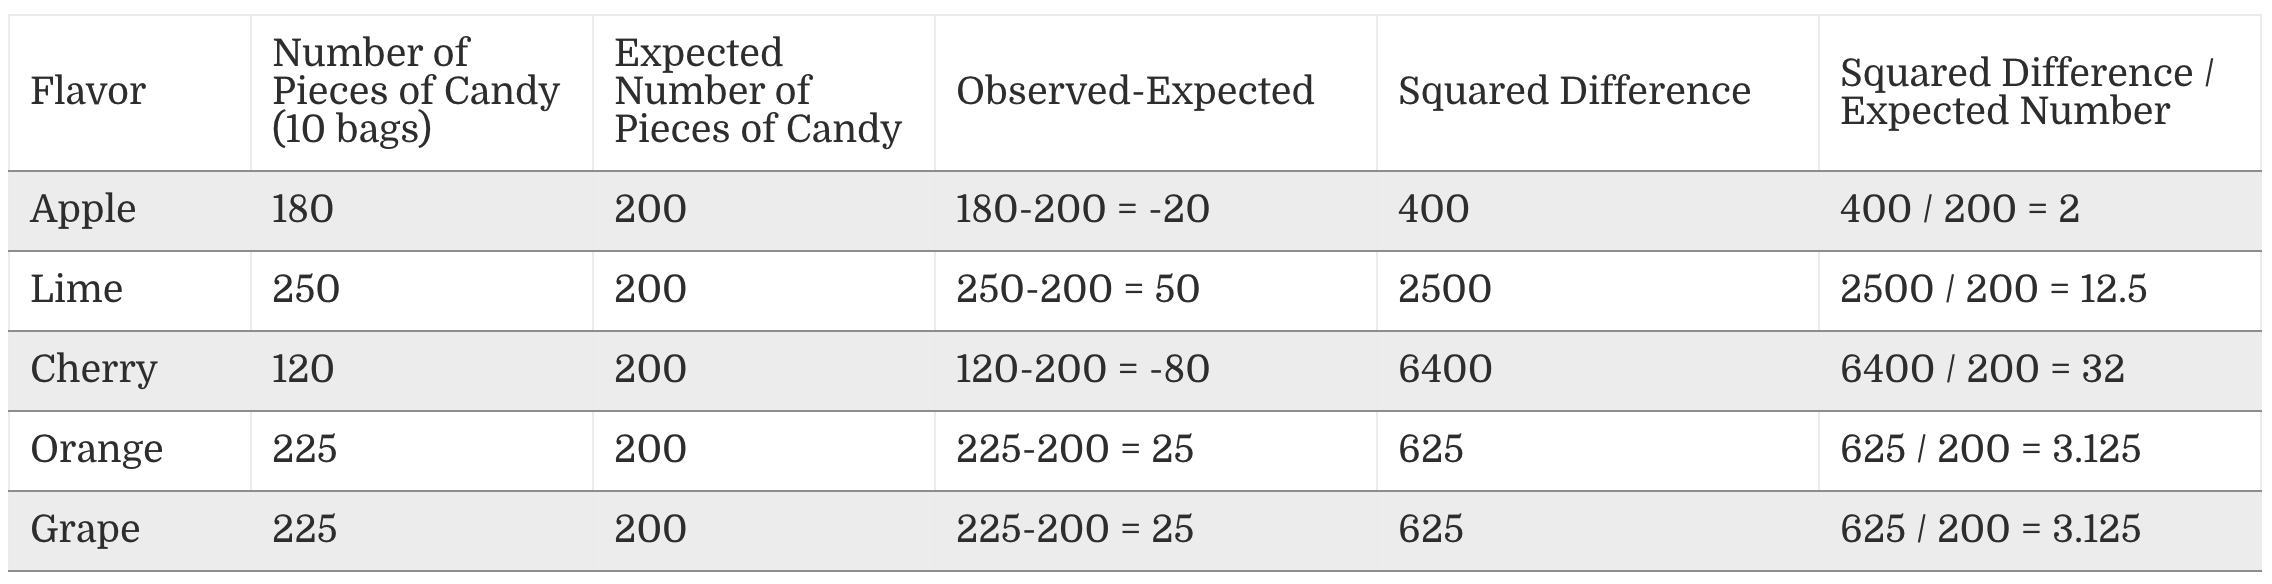 Flavor | Number of Pieces of Candy (10 bags) | Expected Number of Pieces of Candy | Observed-Expected | Squared Difference | Squared Difference / Expected Number
Apple | 180 | 200 | 180-200 = -20 | 400 | 400 / 200 = 2
Lime | 250 | 200 | 250-200 = 50 | 2500 | 2500 / 200 = 12.5
Cherry | 120 | 200 | 120-200 = -80 | 6400 | 6400 / 200 = 32
Orange | 225 | 200 | 225-200 = 25 | 625 | 625 / 200 = 3.125
Grape | 225 | 200 | 225-200 = 25 | 625 | 625 / 200 = 3.125